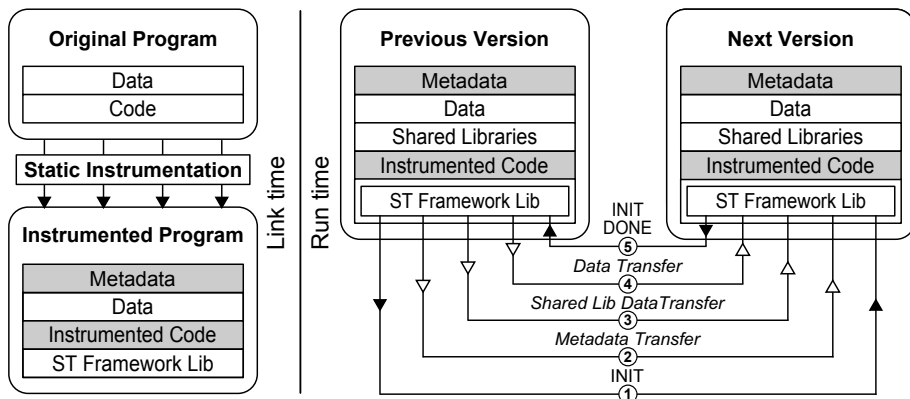 Original Program
Data
Code
Static Instrumentation
Instrumented Program
Metadata
Data
Instrumented Code
ST Framework Lib
Link time
Run time
Previous Version
Metadata
Data
Shared Libraries
Instrumented Code
ST Framework Lib
Next Version
Metadata
Data
Shared Libraries
Instrumented Code
ST Framework Lib
INIT
DONE
5
Data Transfer
4
Shared Lib DataTransfer
3
Metadata Transfer
2
INIT
1